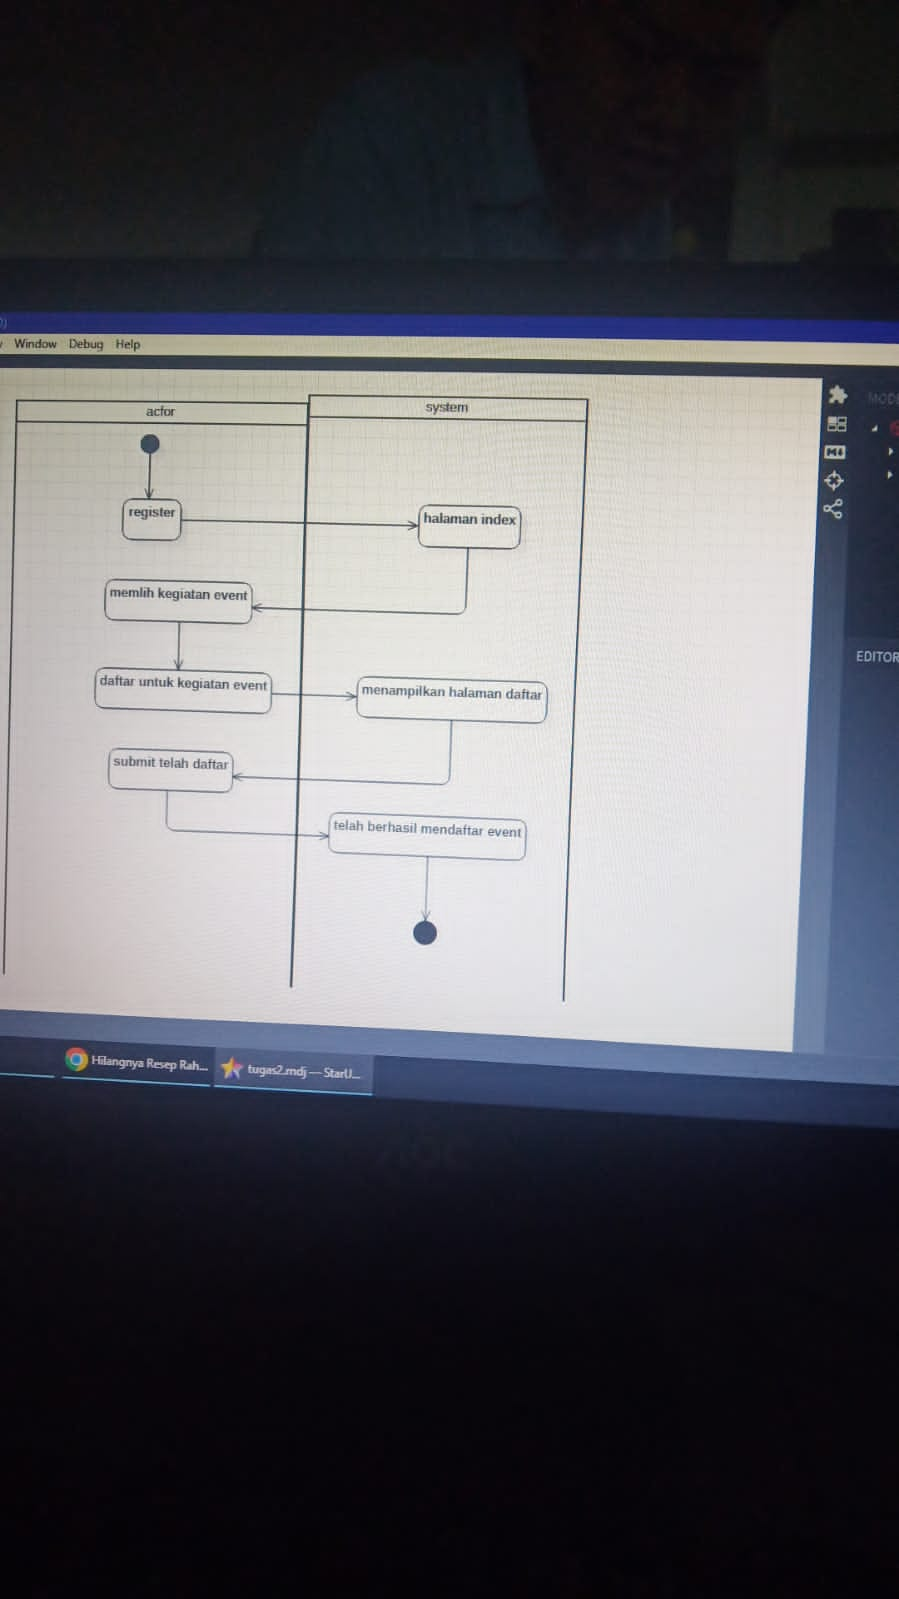 Window Debug Help
acfor
system
register
halaman index
memlih kegiatan event
daftar untuk kegiatan event
menampilkan halaman daftar
submit telah daftar
telah berhasil mendaftar event
EDITOR
Hilangnya Resep Rah...
tugas2.mdj — StarU...
AOC